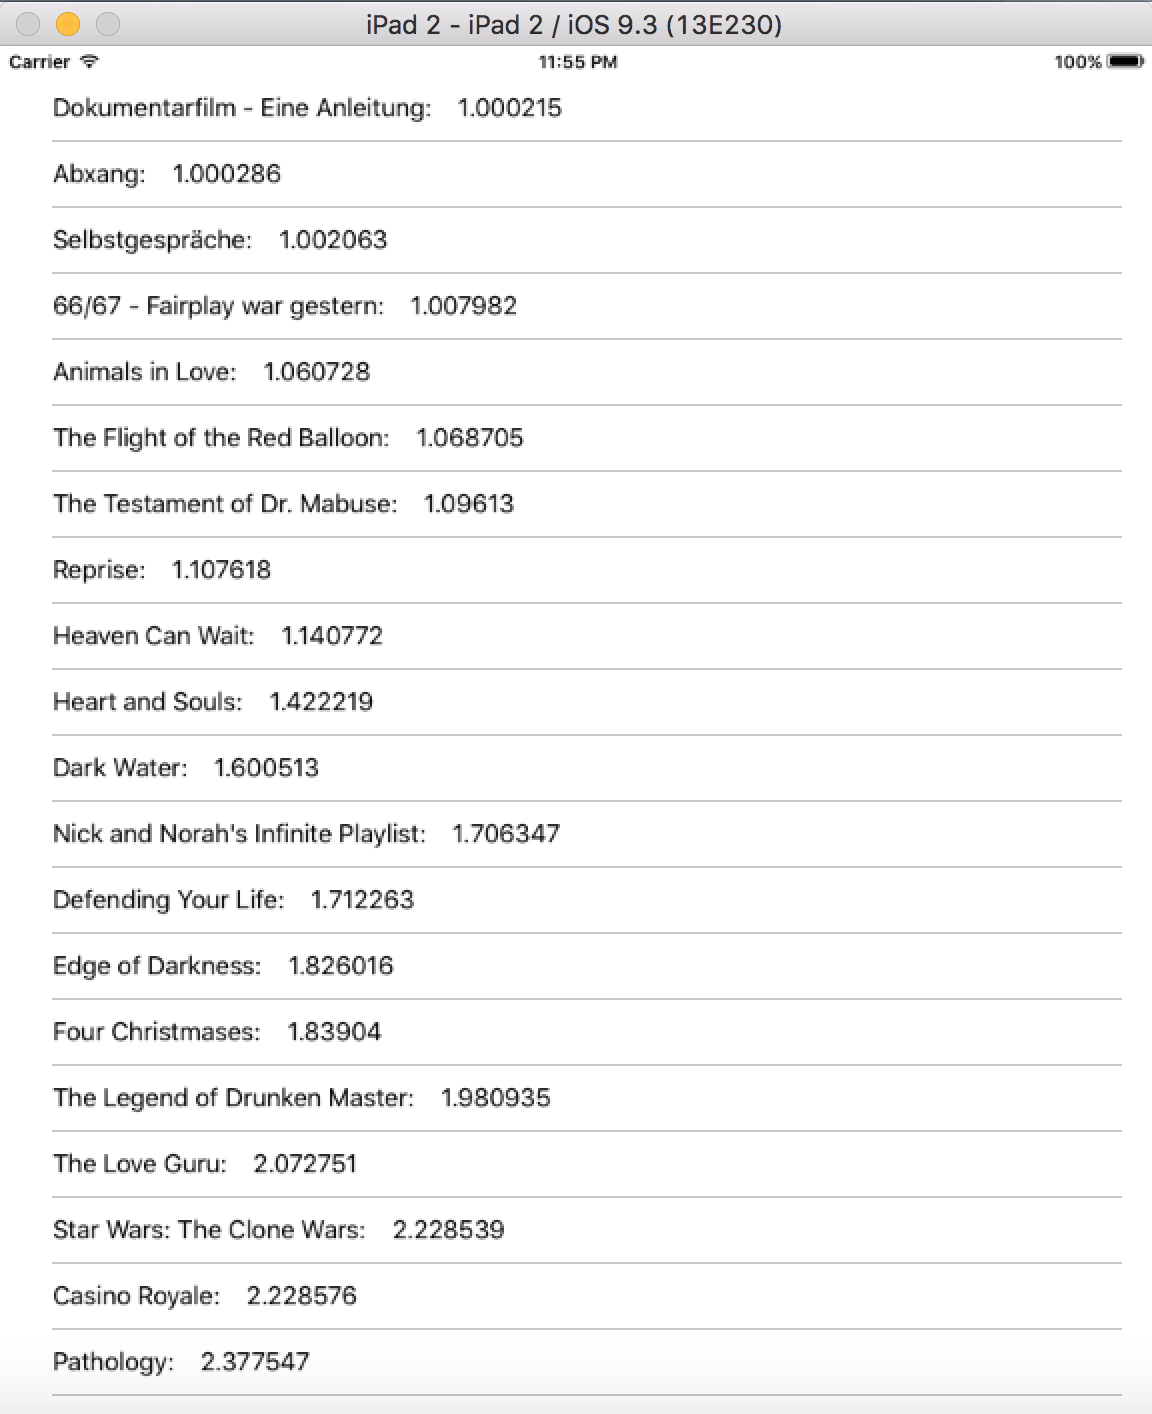 iPad 2 - iPad 2 / iOS 9.3 (13E230)
Carrier 11:55 PM 100%
Dokumentarfilm - Eine Anleitung: 1.000215
Abxang: 1.000286
Selbstgespräche: 1.002063
66/67 - Fairplay war gestern: 1.007982
Animals in Love: 1.060728
The Flight of the Red Balloon: 1.068705
The Testament of Dr. Mabuse: 1.09613
Reprise: 1.107618
Heaven Can Wait: 1.140772
Heart and Souls: 1.422219
Dark Water: 1.600513
Nick and Norah's Infinite Playlist: 1.706347
Defending Your Life: 1.712263
Edge of Darkness: 1.826016
Four Christmases: 1.83904
The Legend of Drunken Master: 1.980935
The Love Guru: 2.072751
Star Wars: The Clone Wars: 2.228539
Casino Royale: 2.228576
Pathology: 2.377547